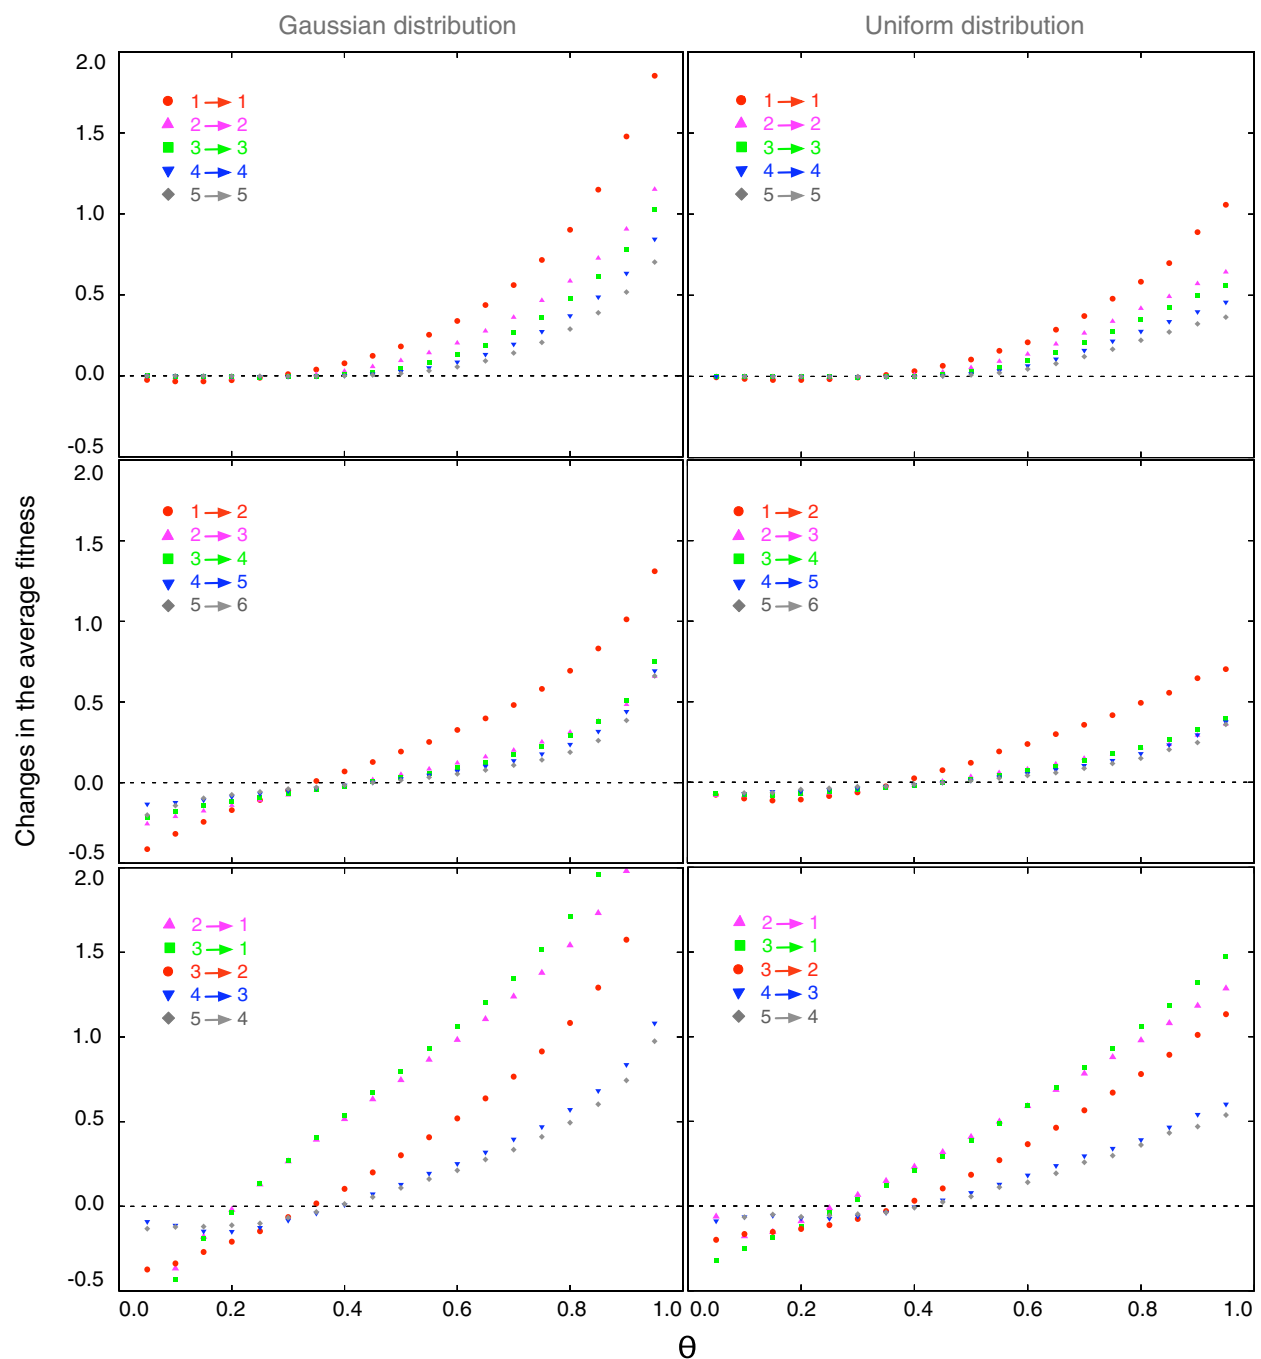 Gaussian distribution
Uniform distribution
Changes in the average fitness
2.0
1.5
1.0
0.5
0.0
-0.5
1 → 1
2 → 2
3 → 3
4 → 4
5 → 5
1 → 1
2 → 2
3 → 3
4 → 4
5 → 5
2.0
1.5
1.0
0.5
0.0
-0.5
1 → 2
2 → 3
3 → 4
4 → 5
5 → 6
1 → 2
2 → 3
3 → 4
4 → 5
5 → 6
2.0
1.5
1.0
0.5
0.0
-0.5
2 → 1
3 → 1
3 → 2
4 → 3
5 → 4
2 → 1
3 → 1
3 → 2
4 → 3
5 → 4
0.0 0.2 0.4 0.6 0.8 1.0 0.0 0.2 0.4 0.6 0.8 1.0
θ